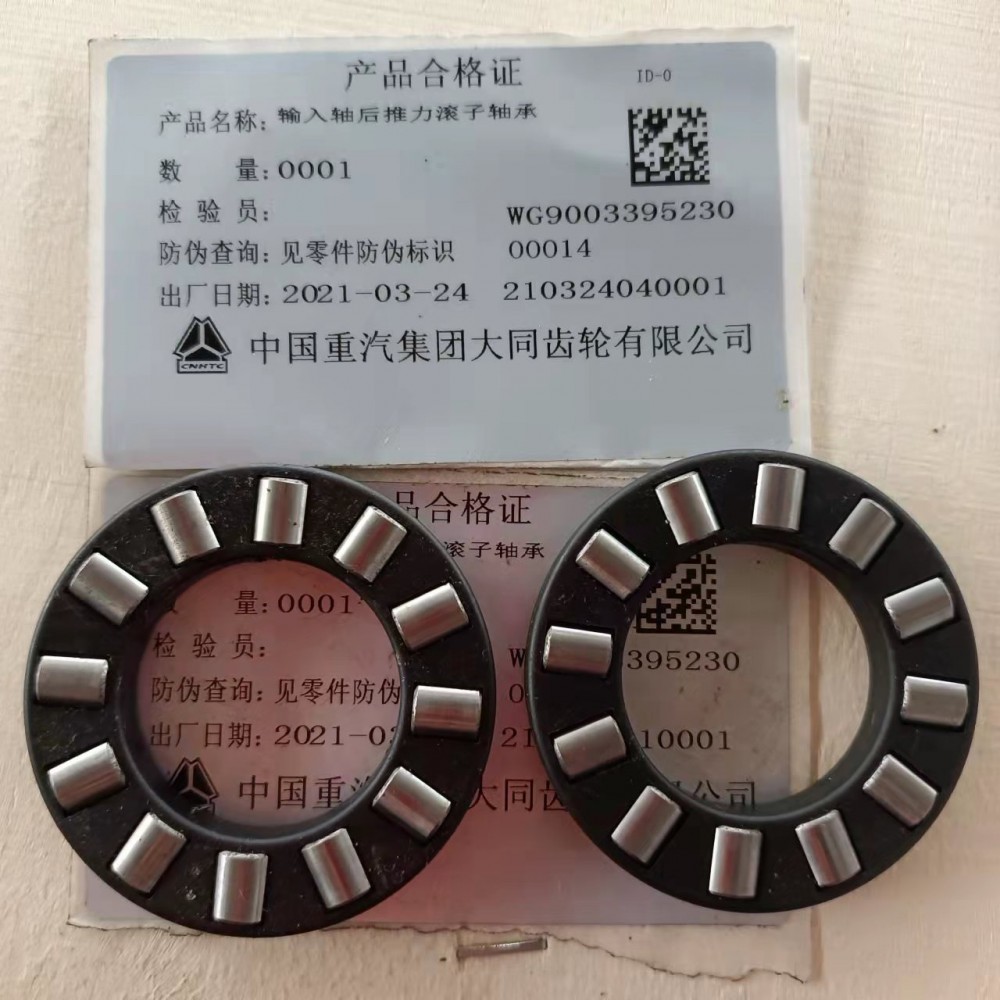 产品合格证 ID-0
产品名称：输入轴后推力滚子轴承
数 量：0001
检 验 员： WG9003395230
防伪查询：见零件防伪标识 00014
出厂日期：2021-03-24 210324040001
CNHTC 中国重汽集团大同齿轮有限公司
品合格证
滚子轴承
数 量：0001
检 验 员： W 395230
防伪查询：见零件防伪 0
出厂日期：2021-03 21 10001
中国重汽 大同齿 限公司